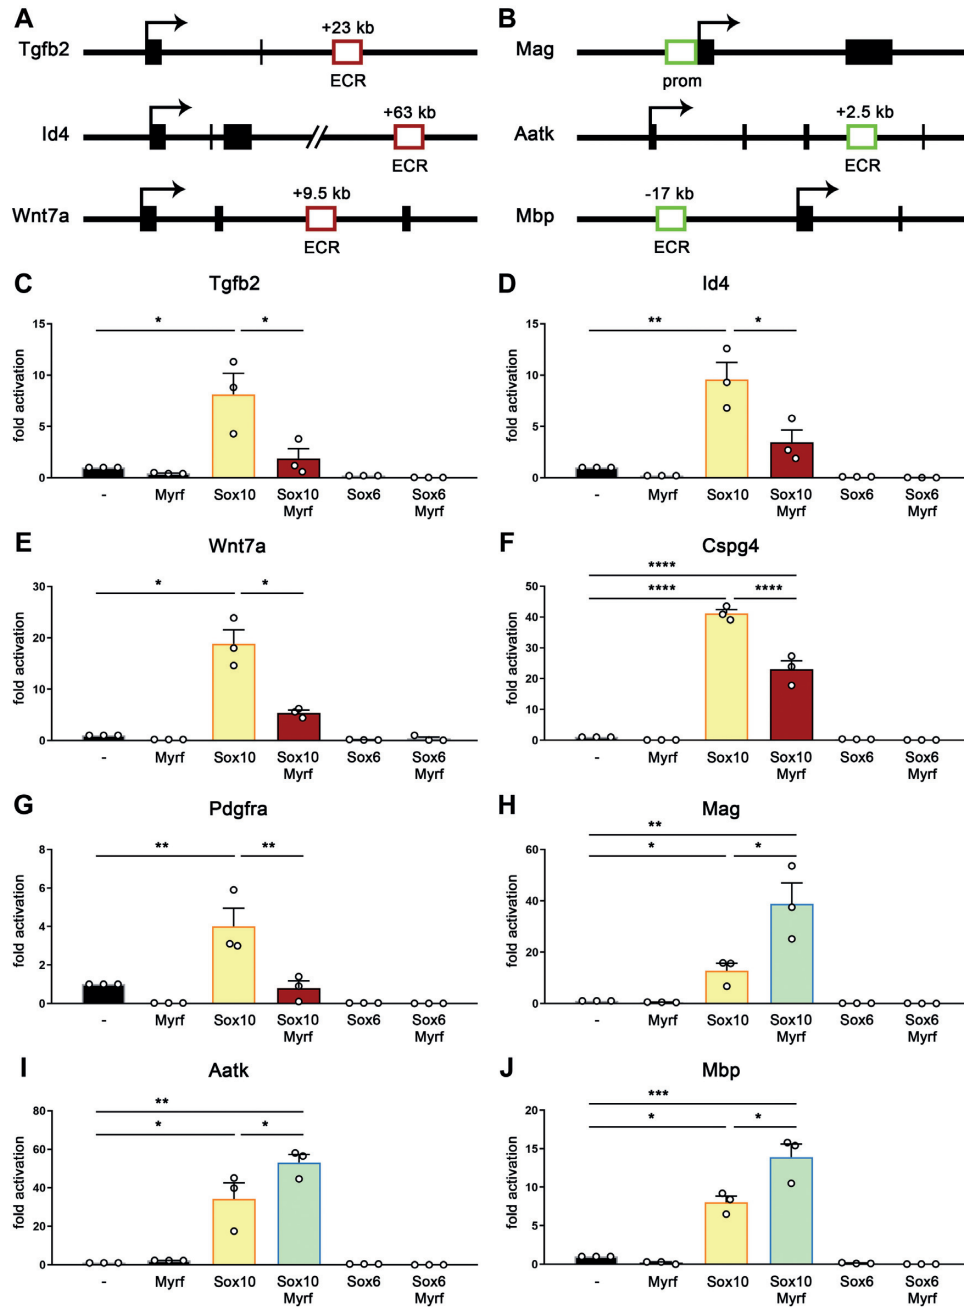 A
B
Tgfb2
+23 kb
ECR
Mag
prom
Id4
+63 kb
ECR
Aatk
+2.5 kb
ECR
Wnt7a
+9.5 kb
ECR
Mbp
-17 kb
ECR
C
Tgfb2
fold activation
15
10
5
0
* *
- Myrf Sox10 Sox10 Sox6 Sox6
Myrf Myrf
D
Id4
fold activation
15
10
5
0
** *
- Myrf Sox10 Sox10 Sox6 Sox6
Myrf Myrf
E
Wnt7a
fold activation
30
20
10
0
* *
- Myrf Sox10 Sox10 Sox6 Sox6
Myrf Myrf
F
Cspg4
fold activation
50
40
30
20
10
0
****
**** ****
- Myrf Sox10 Sox10 Sox6 Sox6
Myrf Myrf
G
Pdgfra
fold activation
8
6
4
2
0
** **
- Myrf Sox10 Sox10 Sox6 Sox6
Myrf Myrf
H
Mag
fold activation
60
40
20
0
**
* *
- Myrf Sox10 Sox10 Sox6 Sox6
Myrf Myrf
I
Aatk
fold activation
80
60
40
20
0
**
* *
- Myrf Sox10 Sox10 Sox6 Sox6
Myrf Myrf
J
Mbp
fold activation
20
15
10
5
0
***
* *
- Myrf Sox10 Sox10 Sox6 Sox6
Myrf Myrf